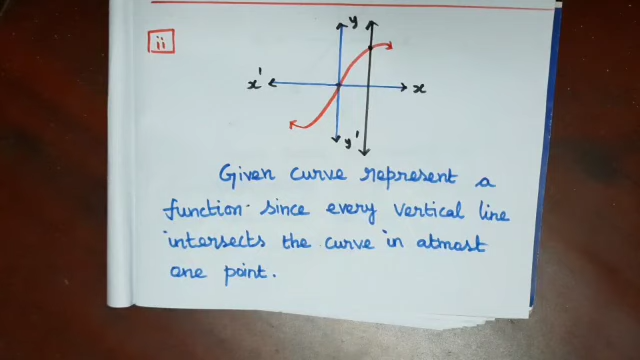 ii
y
x' x
y'
Given curve represent a
function. since every vertical line
intersects the curve in atmost
one point.